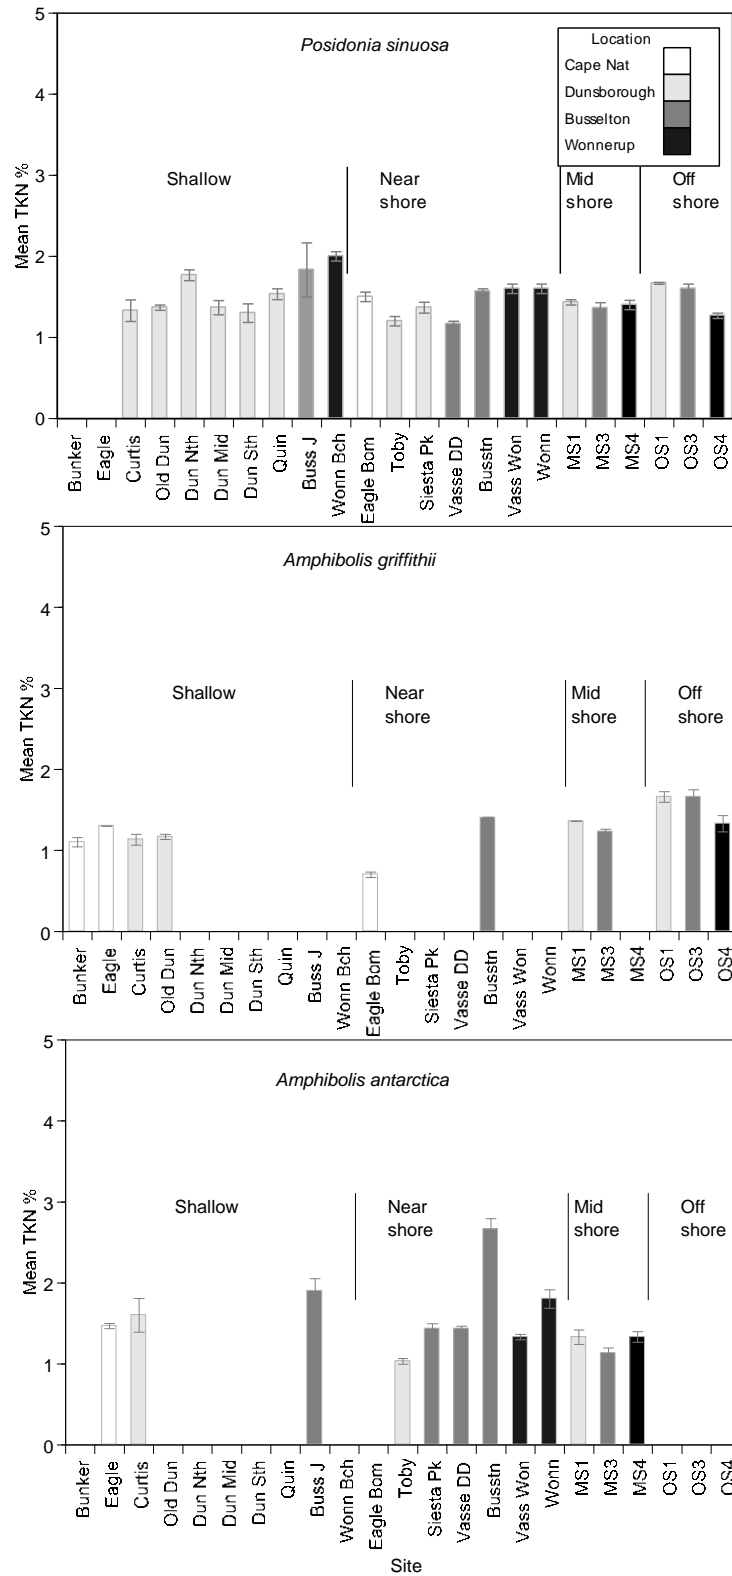 5
Posidonia sinuosa
Location
Cape Nat
Dunsborough
Busselton
Wonnerup
4
3
Shallow
Near
shore
Mid
shore
Off
shore
Mean TKN %
2
1
0
Bunker
Eagle
Curtis
Old Dun
Dun Nth
Dun Mid
Dun Sth
Quin
Buss J
Wonn Bch
Eagle Bom
Toby
Siesta Pk
Vasse DD
Busstn
Vass Won
Wonn
MS1
MS3
MS4
OS1
OS3
OS4
5
Amphibolis griffithii
4
3
Shallow
Near
shore
Mid
shore
Off
shore
Mean TKN %
2
1
0
Bunker
Eagle
Curtis
Old Dun
Dun Nth
Dun Mid
Dun Sth
Quin
Buss J
Wonn Bch
Eagle Bom
Toby
Siesta Pk
Vasse DD
Busstn
Vass Won
Wonn
MS1
MS3
MS4
OS1
OS3
OS4
5
Amphibolis antarctica
4
3
Shallow
Near
shore
Mid
shore
Off
shore
Mean TKN %
2
1
0
Bunker
Eagle
Curtis
Old Dun
Dun Nth
Dun Mid
Dun Sth
Quin
Buss J
Wonn Bch
Eagle Bom
Toby
Siesta Pk
Vasse DD
Busstn
Vass Won
Wonn
MS1
MS3
MS4
OS1
OS3
OS4
Site